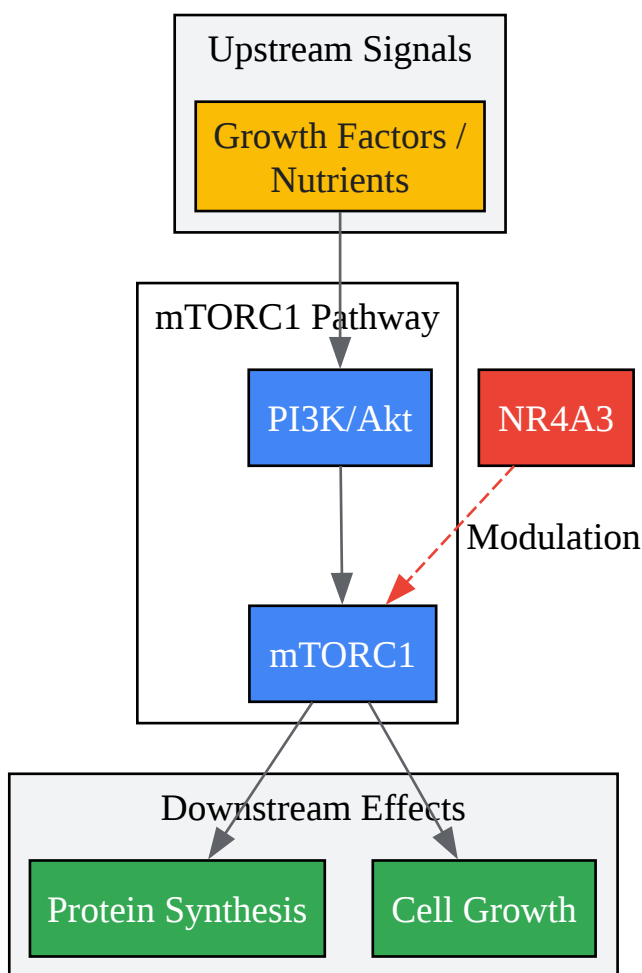 Upstream Signals
Growth Factors /
Nutrients
mTORC1 Pathway
PI3K/Akt
NR4A3
Modulation
mTORC1
Downstream Effects
Protein Synthesis
Cell Growth